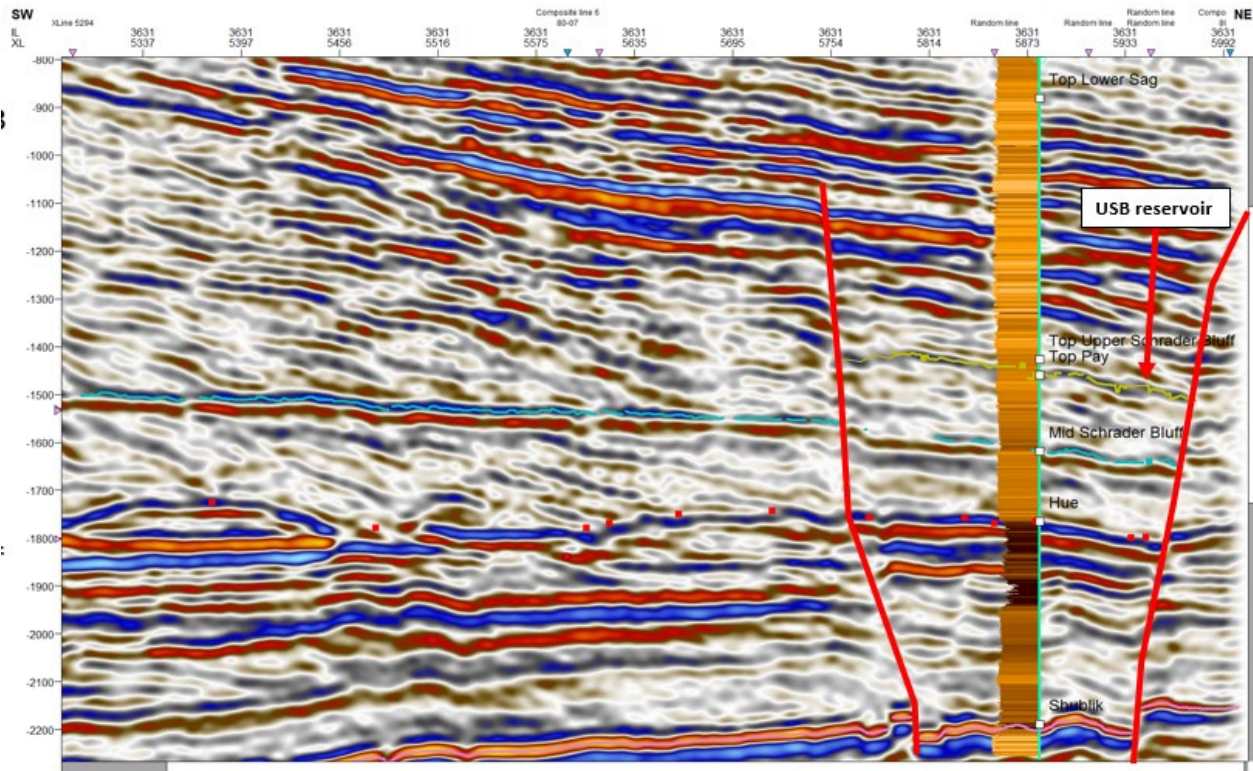 SW
NE
XLine 5294
Composite line 6
80-07
Random line
Random line
Random line
Random line
Compo
IL 3631 3631 3631 3631 3631 3631 3631 3631 3631 3631 3631 3631
XL 5337 5397 5456 5516 5575 5635 5695 5754 5814 5873 5933 5992
-800
-900
-1000
-1100
-1200
-1300
-1400
-1500
-1600
-1700
-1800
-1900
-2000
-2100
-2200
Top Lower Sag
USB reservoir
Top Upper Schrader Bluff
Top Pay
Mid Schrader Bluff
Hue
Shublik